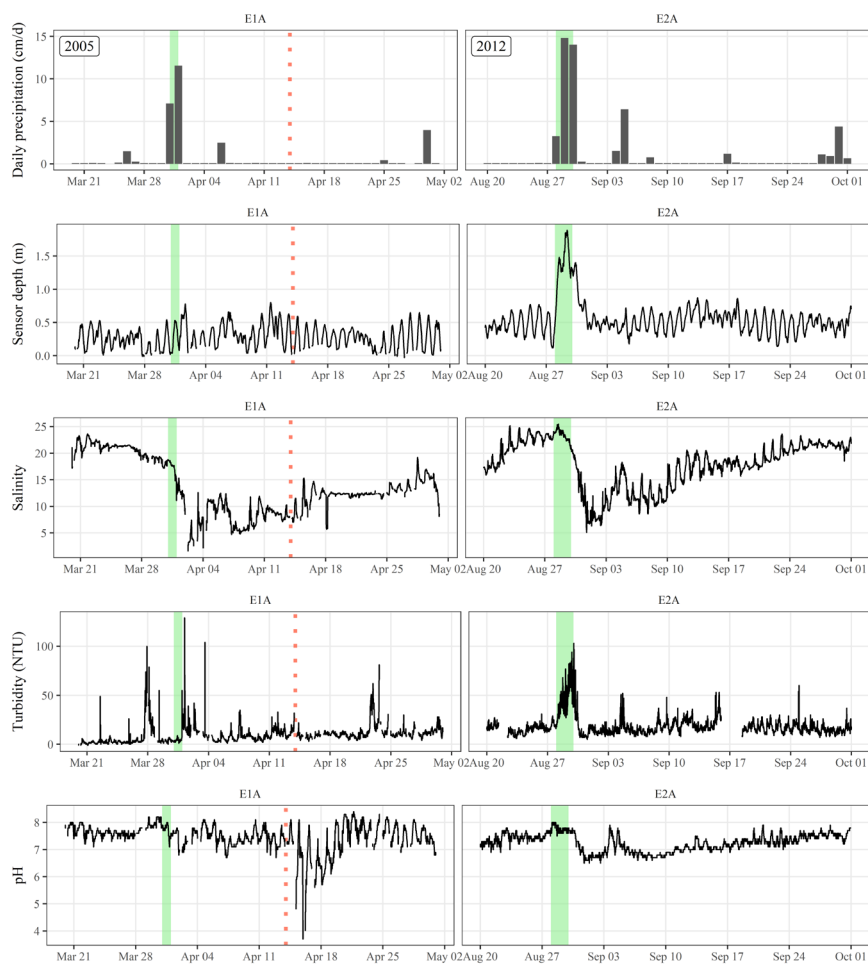 E1A E2A
Daily precipitation (cm/d)
2005 2012
15
10
5
0
Mar 21 Mar 28 Apr 04 Apr 11 Apr 18 Apr 25 May 02 Aug 20 Aug 27 Sep 03 Sep 10 Sep 17 Sep 24 Oct 01
E1A E2A
Sensor depth (m)
1.5
1.0
0.5
0.0
Mar 21 Mar 28 Apr 04 Apr 11 Apr 18 Apr 25 May 02 Aug 20 Aug 27 Sep 03 Sep 10 Sep 17 Sep 24 Oct 01
E1A E2A
Salinity
25
20
15
10
5
Mar 21 Mar 28 Apr 04 Apr 11 Apr 18 Apr 25 May 02 Aug 20 Aug 27 Sep 03 Sep 10 Sep 17 Sep 24 Oct 01
E1A E2A
Turbidity (NTU)
100
50
0
Mar 21 Mar 28 Apr 04 Apr 11 Apr 18 Apr 25 May 02 Aug 20 Aug 27 Sep 03 Sep 10 Sep 17 Sep 24 Oct 01
E1A E2A
pH
8
7
6
5
4
Mar 21 Mar 28 Apr 04 Apr 11 Apr 18 Apr 25 May 02 Aug 20 Aug 27 Sep 03 Sep 10 Sep 17 Sep 24 Oct 01